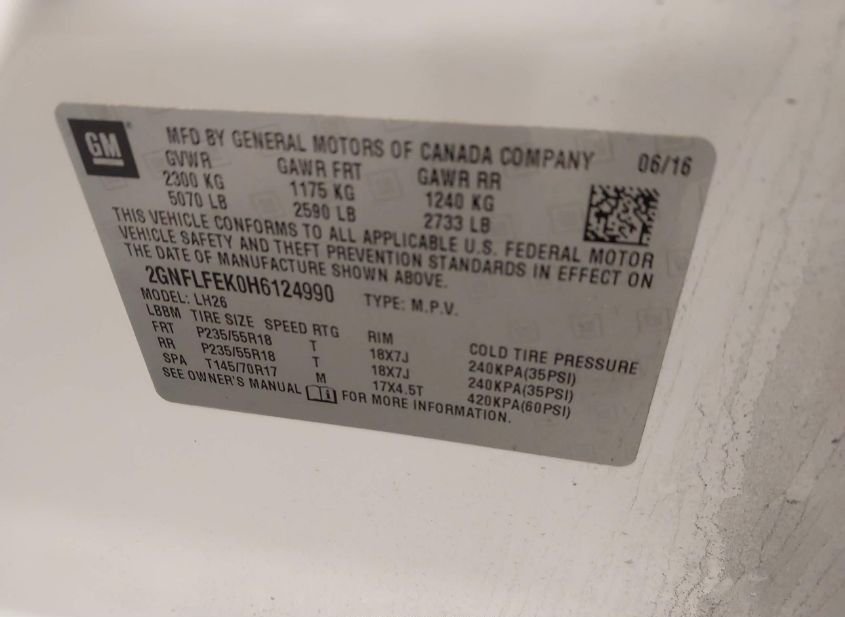 GM
MFD BY GENERAL MOTORS OF CANADA COMPANY 06/16
GVWR GAWR FRT GAWR RR
2300 KG 1175 KG 1240 KG
5070 LB 2590 LB 2733 LB
THIS VEHICLE CONFORMS TO ALL APPLICABLE U.S. FEDERAL MOTOR
VEHICLE SAFETY AND THEFT PREVENTION STANDARDS IN EFFECT ON
THE DATE OF MANUFACTURE SHOWN ABOVE.
2GNFLFEK0H6124990 TYPE: M.P.V.
MODEL: LH26
LBBM TIRE SIZE SPEED RTG RIM COLD TIRE PRESSURE
FRT P235/55R18 T 18X7J 240KPA(35PSI)
RR P235/55R18 T 18X7J 240KPA(35PSI)
SPA T145/70R17 M 17X4.5T 420KPA(60PSI)
SEE OWNER'S MANUAL FOR MORE INFORMATION.